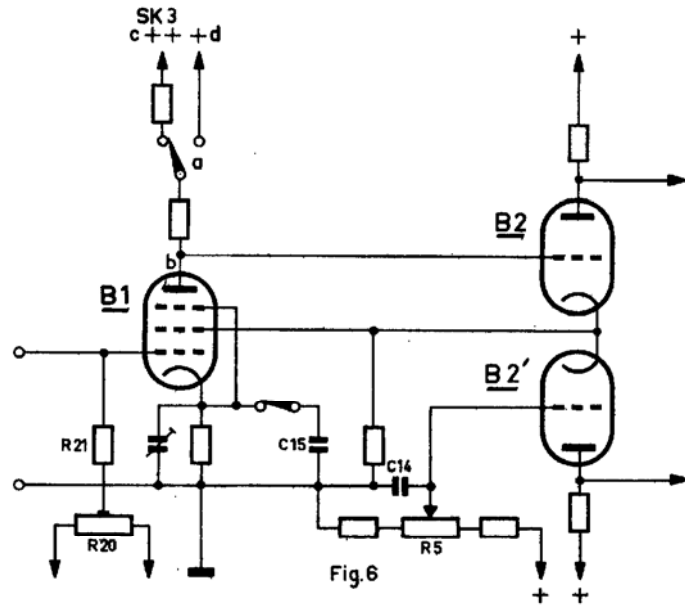 SK3
c + + + d
+
a
b
B1
B2
B2'
R21
C15
C14
R20
R5
Fig.6
+ +